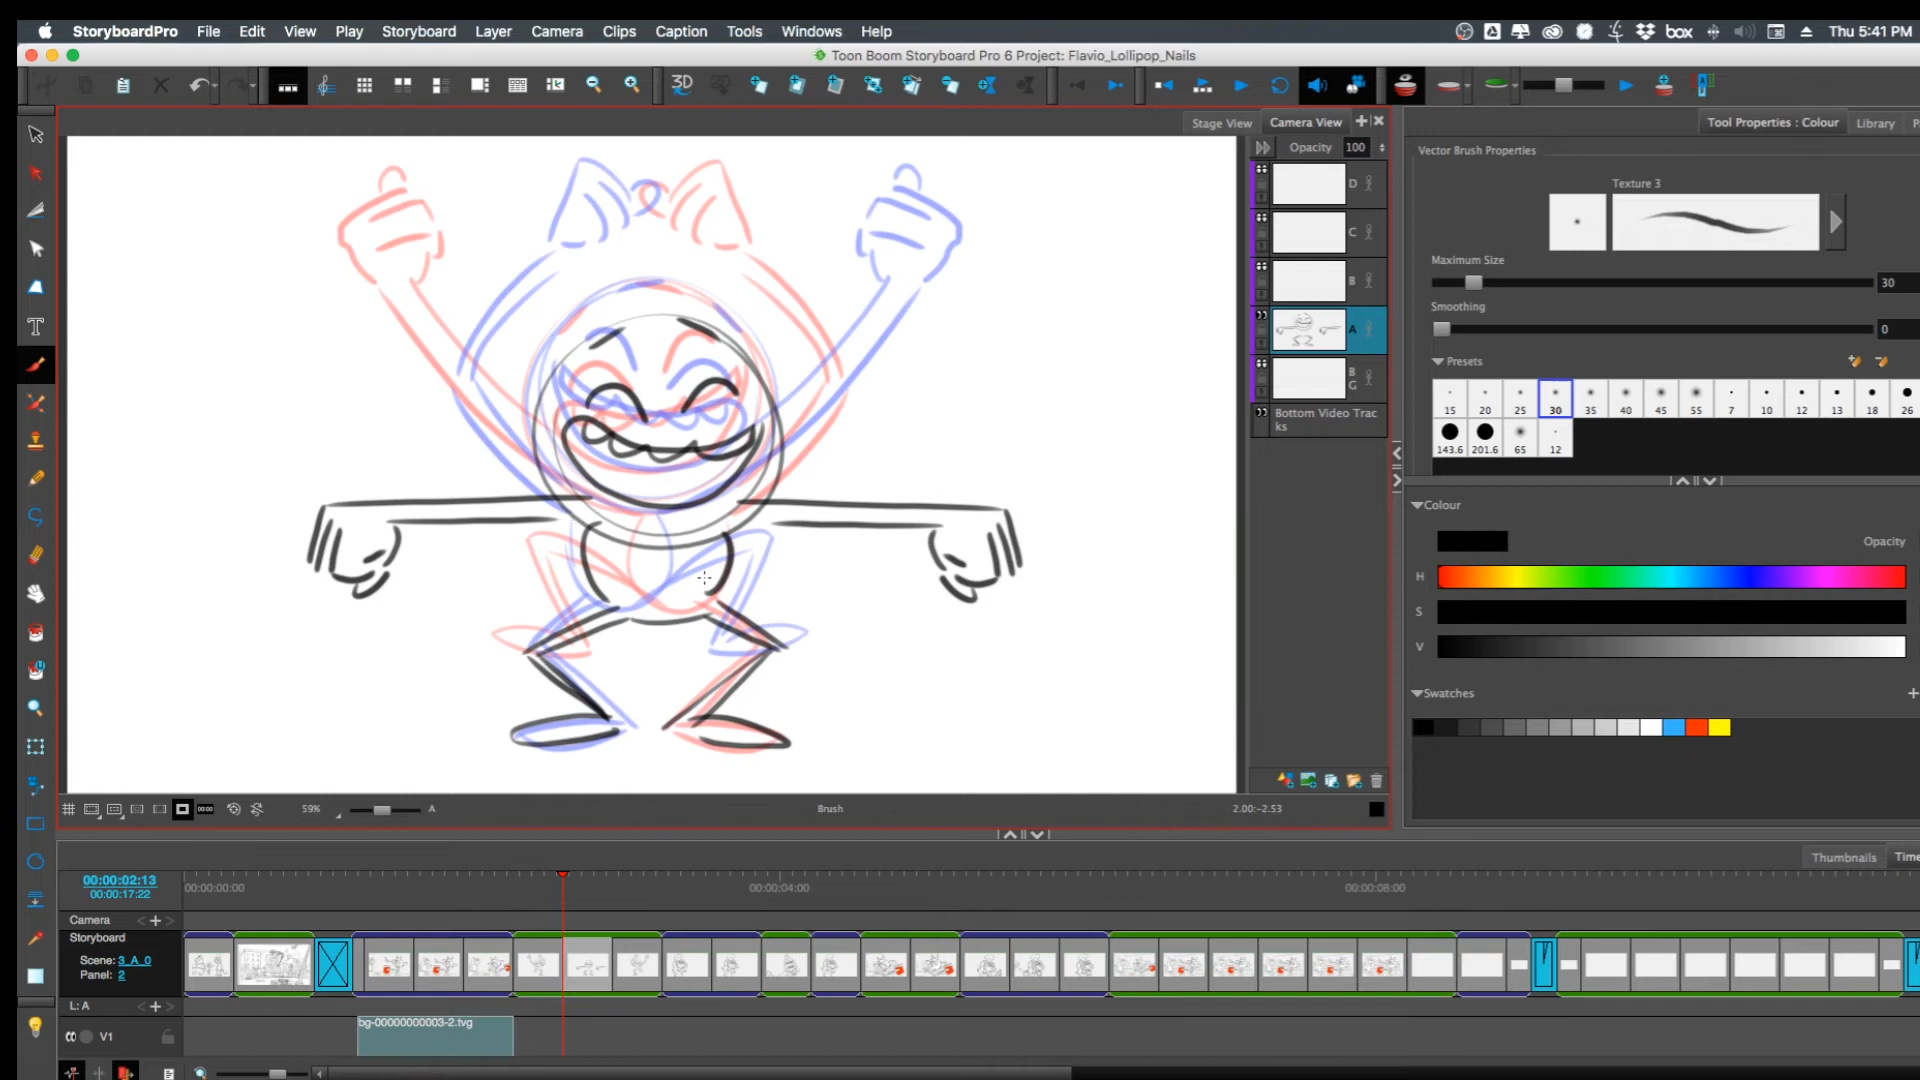 StoryboardPro File Edit View Play Storyboard Layer Camera Clips Caption Tools Windows Help box Thu 5:41 PM
Toon Boom Storyboard Pro 6 Project: Flavio_Lollipop_Nails
3D
Stage View Camera View Tool Properties : Colour Library
Opacity 100
Vector Brush Properties
D
Texture 3
C
Maximum Size
B
30
Smoothing
A
0
Presets
B
G
15 20 25 30 35 40 45 55 7 10 12 13 18 26
Bottom Video Trac
ks
143.6 201.6 65 12
Colour
Opacity
H
S
V
Swatches
59% A Brush 2.00:-2.53
Thumbnails Time
00:00:02:13
00:00:17:22
00:00:00:00 00:00:04:00 00:00:08:00
Camera
Storyboard
Scene: 3_A_0
Panel: 2
L: A
bg-00000000003-2.tvg
V1